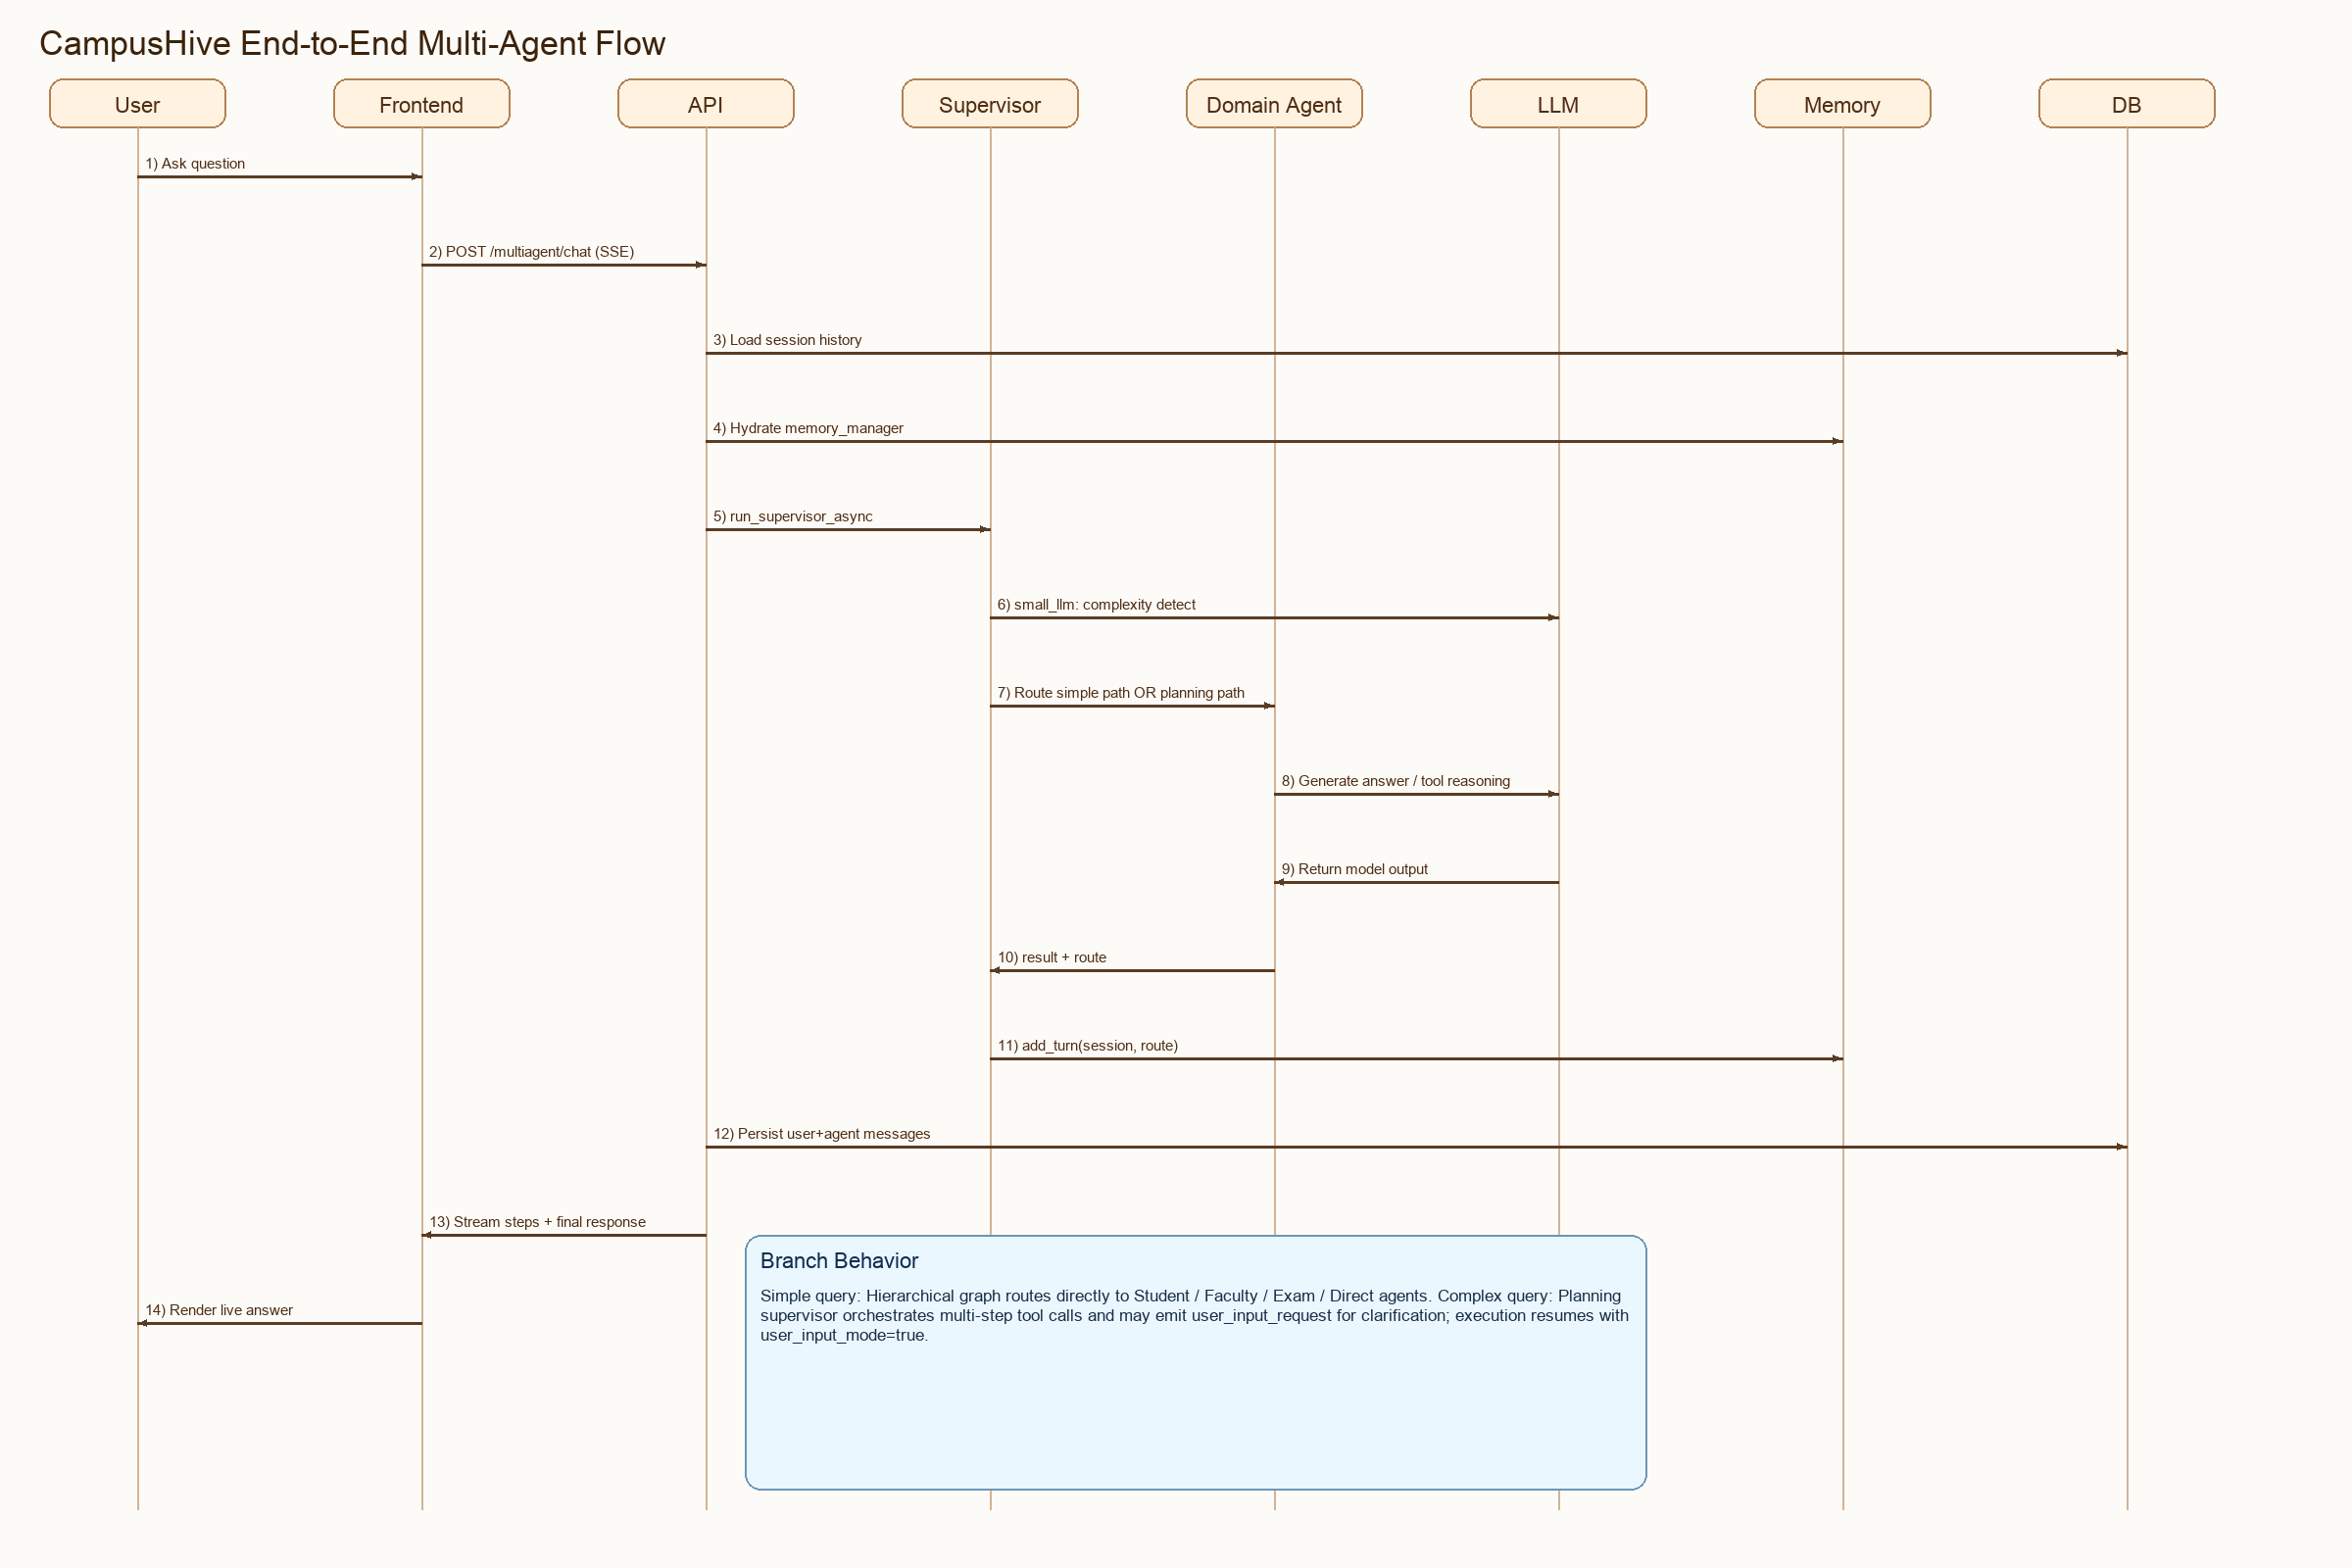 CampusHive End-to-End Multi-Agent Flow
User
Frontend
API
Supervisor
Domain Agent
LLM
Memory
DB
1) Ask question
2) POST /multiagent/chat (SSE)
3) Load session history
4) Hydrate memory_manager
5) run_supervisor_async
6) small_llm: complexity detect
7) Route simple path OR planning path
8) Generate answer / tool reasoning
9) Return model output
10) result + route
11) add_turn(session, route)
12) Persist user+agent messages
13) Stream steps + final response
Branch Behavior
Simple query: Hierarchical graph routes directly to Student / Faculty / Exam / Direct agents. Complex query: Planning
supervisor orchestrates multi-step tool calls and may emit user_input_request for clarification; execution resumes with
user_input_mode=true.
14) Render live answer